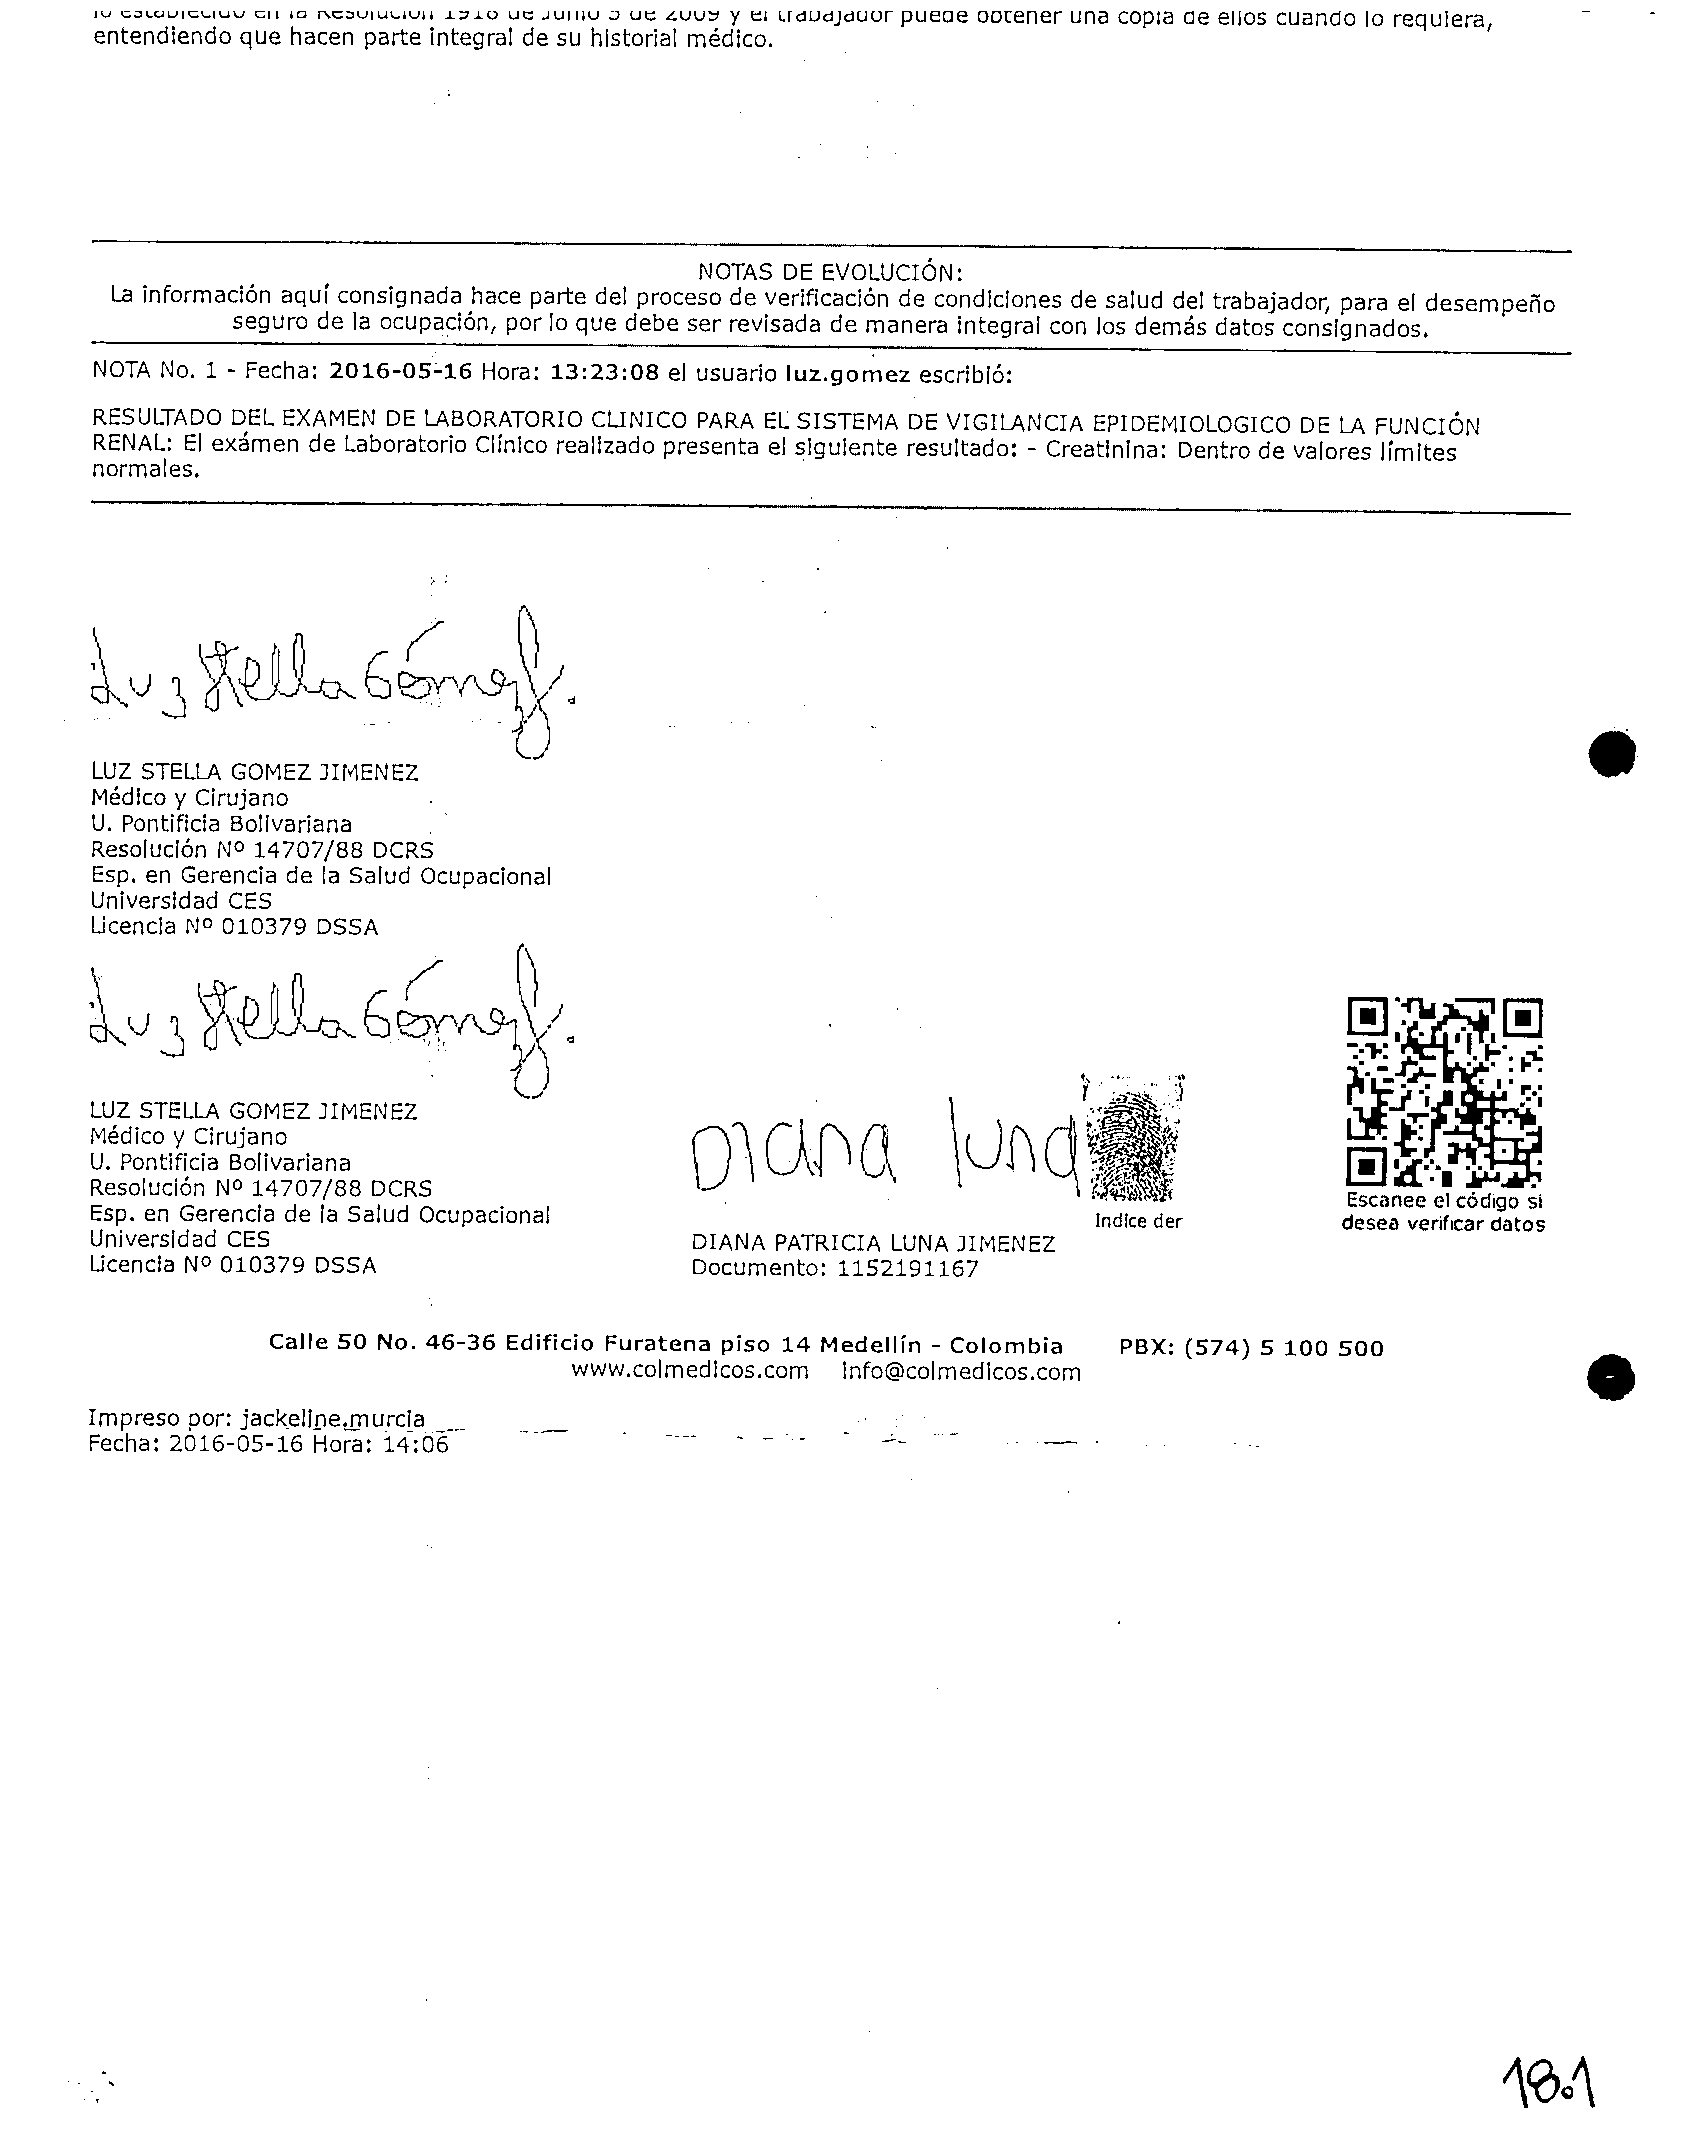 lo establecido en la Resolución 1918 de Junio 5 de 2009 y el trabajador puede obtener una copia de ellos cuando lo requiera,
entendiendo que hacen parte integral de su historial médico.
NOTAS DE EVOLUCIÓN:
La información aquí consignada hace parte del proceso de verificación de condiciones de salud del trabajador, para el desempeño
seguro de la ocupación, por lo que debe ser revisada de manera integral con los demás datos consignados.
NOTA No. 1 - Fecha: 2016-05-16 Hora: 13:23:08 el usuario luz.gomez escribió:
RESULTADO DEL EXAMEN DE LABORATORIO CLINICO PARA EL SISTEMA DE VIGILANCIA EPIDEMIOLOGICO DE LA FUNCIÓN
RENAL: El exámen de Laboratorio Clínico realizado presenta el siguiente resultado: - Creatinina: Dentro de valores límites
normales.
Luz Stella Gómez J.
LUZ STELLA GOMEZ JIMENEZ
Médico y Cirujano
U. Pontificia Bolivariana
Resolución Nº 14707/88 DCRS
Esp. en Gerencia de la Salud Ocupacional
Universidad CES
Licencia Nº 010379 DSSA
Luz Stella Gómez J.
LUZ STELLA GOMEZ JIMENEZ
Médico y Cirujano
U. Pontificia Bolivariana
Resolución Nº 14707/88 DCRS
Esp. en Gerencia de la Salud Ocupacional
Universidad CES
Licencia Nº 010379 DSSA
Diana luna
Indice der
DIANA PATRICIA LUNA JIMENEZ
Documento: 1152191167
Escanee el código si
desea verificar datos
Calle 50 No. 46-36 Edificio Furatena piso 14 Medellín - Colombia PBX: (574) 5 100 500
www.colmedicos.com info@colmedicos.com
Impreso por: jackeline.murcia
Fecha: 2016-05-16 Hora: 14:06
18.1